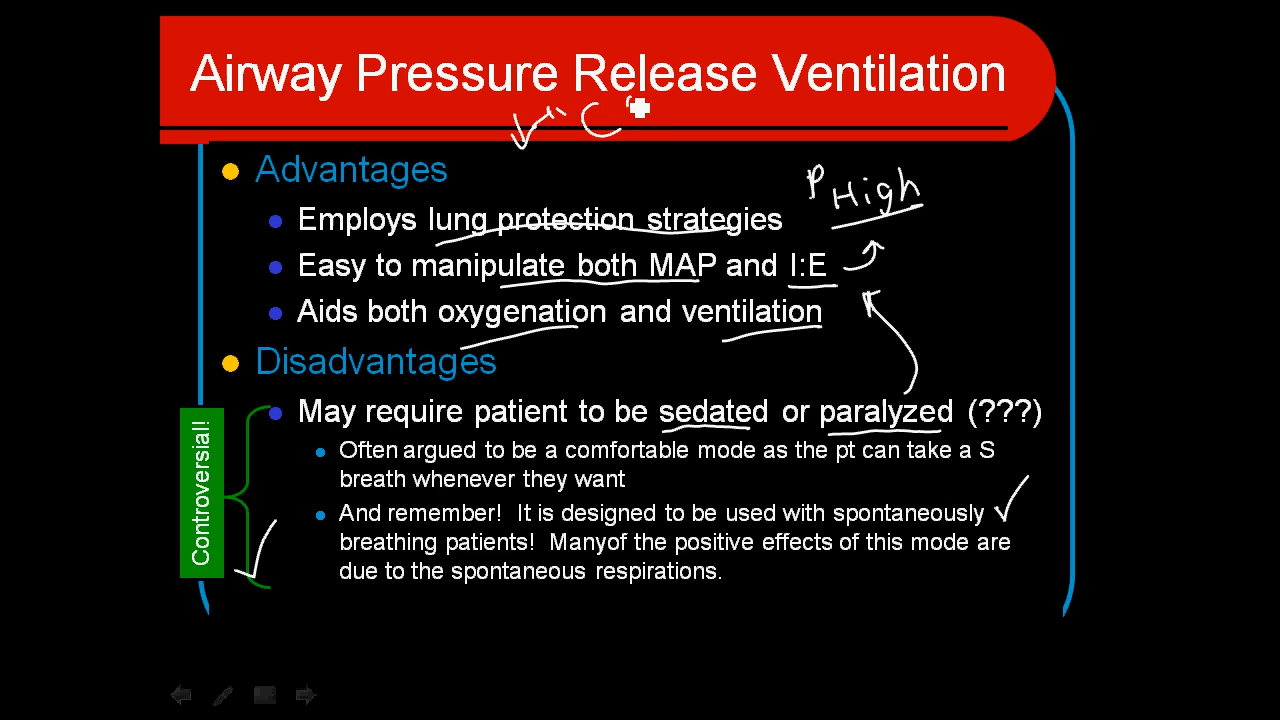 Airway Pressure Release Ventilation
Advantages
P High
Employs lung protection strategies
Easy to manipulate both MAP and I:E
Aids both oxygenation and ventilation
Disadvantages
May require patient to be sedated or paralyzed (???)
Often argued to be a comfortable mode as the pt can take a S
breath whenever they want
And remember! It is designed to be used with spontaneously
breathing patients! Manyof the positive effects of this mode are
due to the spontaneous respirations.
Controversial!